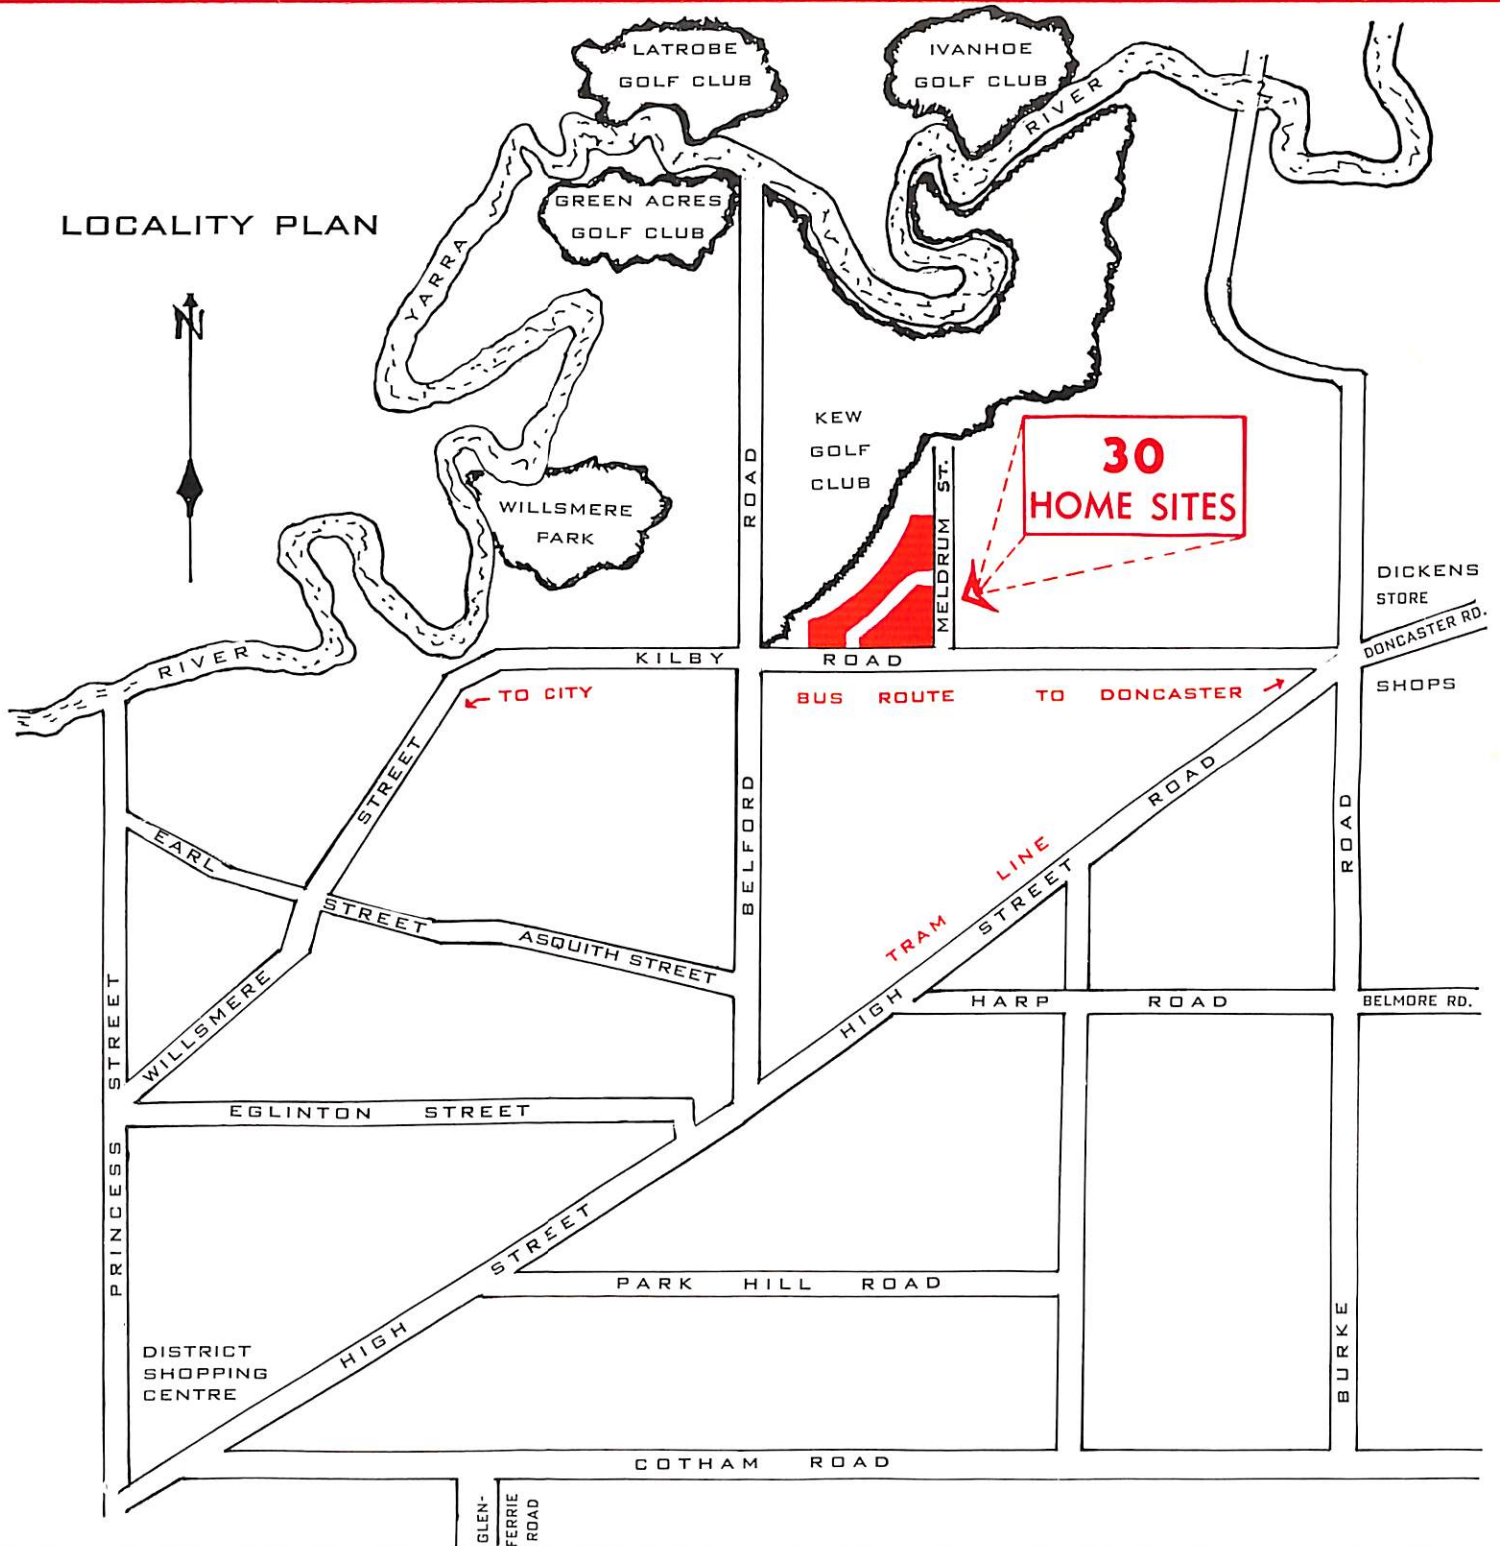 LATROBE
GOLF CLUB
IVANHOE
GOLF CLUB
RIVER
GREEN ACRES
GOLF CLUB
LOCALITY PLAN
YARRA
N
KEW
GOLF
CLUB
ROAD
MELDRUM ST.
30
HOME SITES
WILLSMERE
PARK
DICKENS
STORE
DONCASTER RD.
RIVER
KILBY ROAD
SHOPS
← TO CITY
BUS ROUTE TO DONCASTER →
STREET
ROAD
BELFORD
ROAD
EARL
STREET
ASQUITH STREET
TRAM LINE
STREET
HIGH
HARP ROAD
BELMORE RD.
WILLSMERE
STREET
EGLINTON STREET
PRINCESS
STREET
PARK HILL ROAD
HIGH
BURKE
DISTRICT
SHOPPING
CENTRE
COTHAM ROAD
GLEN-
FERRIE
ROAD